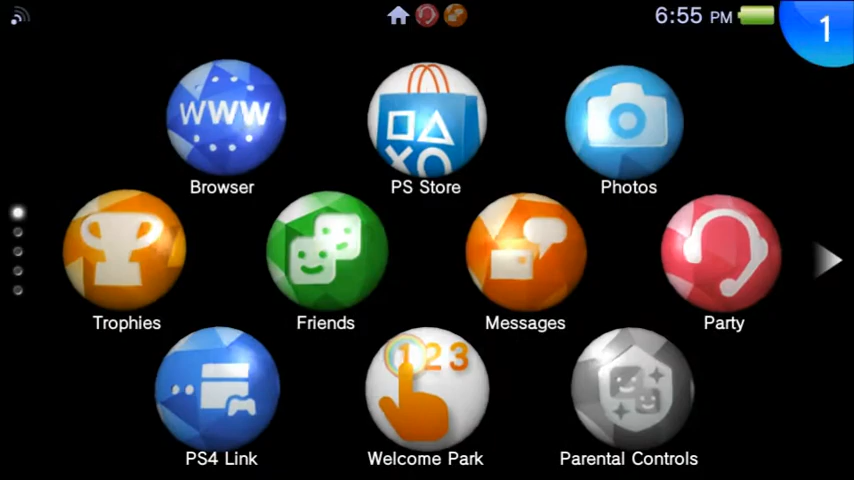 6:55 PM
1
WWW
Browser
PS Store
Photos
Trophies
Friends
Messages
Party
PS4 Link
123
Welcome Park
Parental Controls